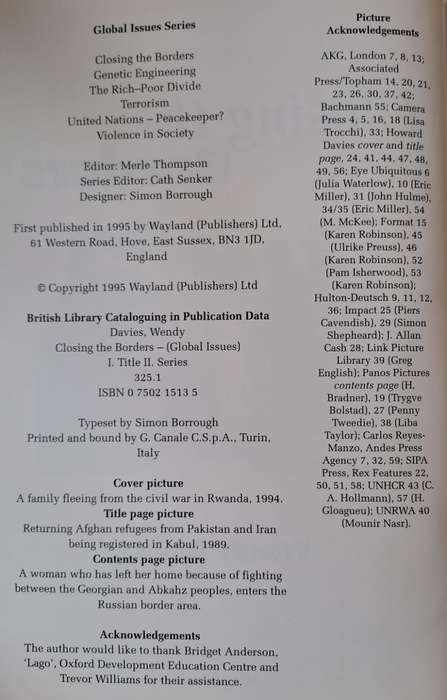 Global Issues Series
Closing the Borders
Genetic Engineering
The Rich–Poor Divide
Terrorism
United Nations – Peacekeeper?
Violence in Society
Editor: Merle Thompson
Series Editor: Cath Senker
Designer: Simon Borrough
First published in 1995 by Wayland (Publishers) Ltd,
61 Western Road, Hove, East Sussex, BN3 1JD,
England
© Copyright 1995 Wayland (Publishers) Ltd
British Library Cataloguing in Publication Data
Davies, Wendy
Closing the Borders – (Global Issues)
I. Title II. Series
325.1
ISBN 0 7502 1513 5
Typeset by Simon Borrough
Printed and bound by G. Canale C.S.p.A., Turin,
Italy
Cover picture
A family fleeing from the civil war in Rwanda, 1994.
Title page picture
Returning Afghan refugees from Pakistan and Iran
being registered in Kabul, 1989.
Contents page picture
A woman who has left her home because of fighting
between the Georgian and Abkahz peoples, enters the
Russian border area.
Acknowledgements
The author would like to thank Bridget Anderson,
‘Lago’, Oxford Development Education Centre and
Trevor Williams for their assistance.
Picture
Acknowledgements
AKG, London 7, 8, 13;
Associated
Press/Topham 14, 20, 21,
23, 26, 30, 37, 42;
Bachmann 55; Camera
Press 4, 5, 16, 18 (Lisa
Trocchi), 33; Howard
Davies cover and title
page, 24, 41, 44, 47, 48,
49, 56; Eye Ubiquitous 6
(Julia Waterlow), 10 (Eric
Miller), 31 (John Hulme),
34/35 (Eric Miller), 54
(M. McKee); Format 15
(Karen Robinson), 45
(Ulrike Preuss), 46
(Karen Robinson), 52
(Pam Isherwood), 53
(Karen Robinson);
Hulton-Deutsch 9, 11, 12,
36; Impact 25 (Piers
Cavendish), 29 (Simon
Shepheard); J. Allan
Cash 28; Link Picture
Library 39 (Greg
English); Panos Pictures
contents page (H.
Bradner), 19 (Trygve
Bolstad), 27 (Penny
Tweedie), 38 (Liba
Taylor); Carlos Reyes-
Manzo, Andes Press
Agency 7, 32, 59; SIPA
Press, Rex Features 22,
50, 51, 58; UNHCR 43 (C.
A. Hollmann), 57 (H.
Gloagueu); UNRWA 40
(Mounir Nasr).